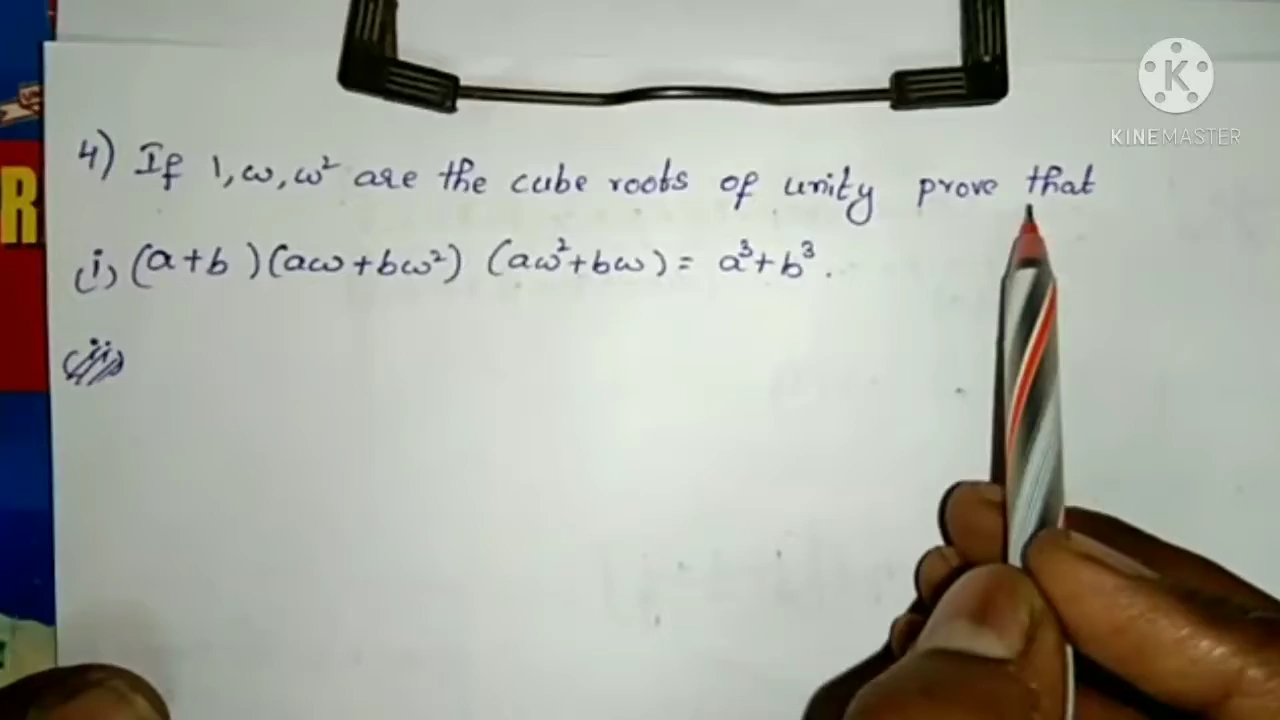 4) If 1, ω, ω² are the cube roots of unity prove that
(i) (a+b)(aω+bω²) (aω²+bω) = a³+b³.
(ii)
R
K
KINEMASTER